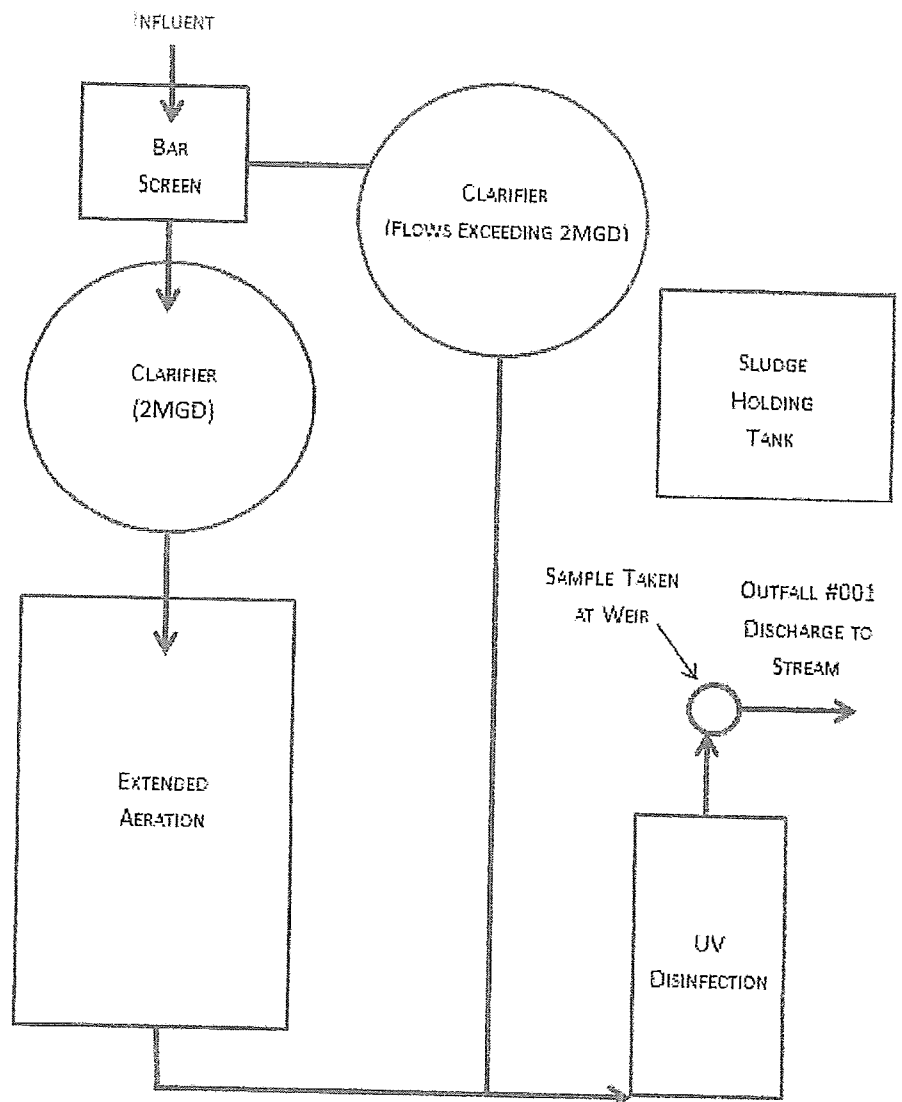 INFLUENT
BAR
SCREEN
CLARIFIER
(FLOWS EXCEEDING 2MGD)
CLARIFIER
(2MGD)
SLUDGE
HOLDING
TANK
SAMPLE TAKEN
AT WEIR
OUTFALL #001
DISCHARGE TO
STREAM
EXTENDED
AERATION
UV
DISINFECTION